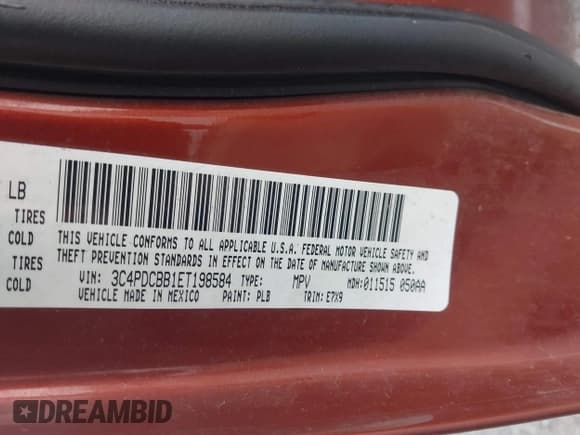 LB
TIRES
COLD
TIRES
COLD
THIS VEHICLE CONFORMS TO ALL APPLICABLE U.S.A. FEDERAL MOTOR VEHICLE SAFETY AND
THEFT PREVENTION STANDARDS IN EFFECT ON THE DATE OF MANUFACTURE SHOWN ABOVE.
VIN: 3C4PDCBB1ET198584 TYPE: MPV MDH:011515 050AA
VEHICLE MADE IN MEXICO PAINT: PLB TRIM: E7X9
DREAMBID